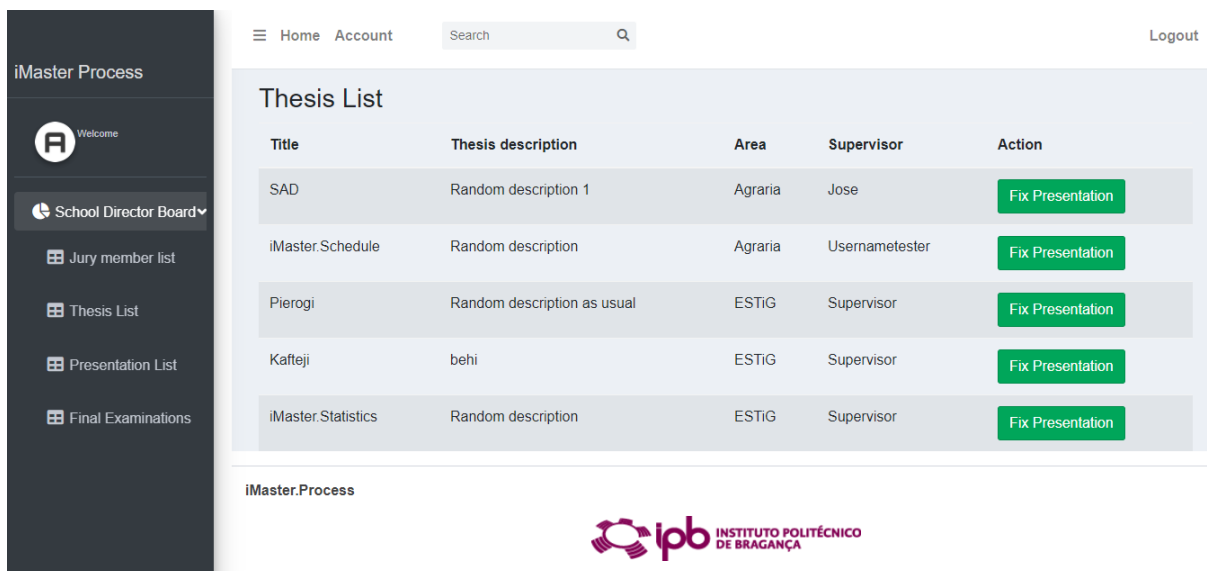 iMaster Process
Welcome
School Director Board
Jury member list
Thesis List
Presentation List
Final Examinations
Home Account Search Logout
Thesis List
Title Thesis description Area Supervisor Action
SAD Random description 1 Agraria Jose Fix Presentation
iMaster.Schedule Random description Agraria Usernametester Fix Presentation
Pierogi Random description as usual ESTiG Supervisor Fix Presentation
Kafteji behi ESTiG Supervisor Fix Presentation
iMaster.Statistics Random description ESTiG Supervisor Fix Presentation
iMaster.Process
ipb INSTITUTO POLITÉCNICO
DE BRAGANÇA